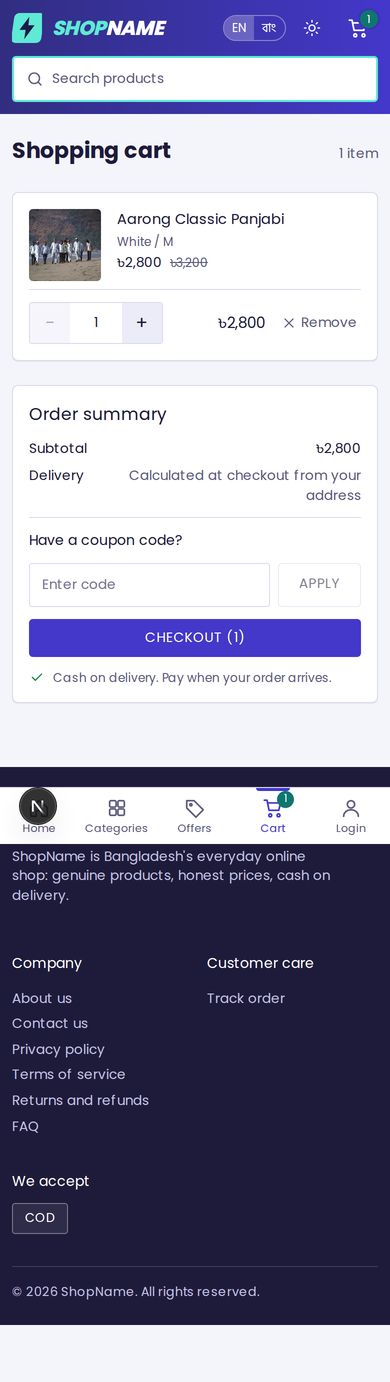 SHOPNAME
EN
বাং
1
Search products
Shopping cart
1 item
Aarong Classic Panjabi
White / M
৳2,800 ৳3,200
− 1 +
৳2,800
Remove
Order summary
Subtotal
৳2,800
Delivery
Calculated at checkout from your
address
Have a coupon code?
Enter code
APPLY
CHECKOUT (1)
Cash on delivery. Pay when your order arrives.
N
1
Home
Categories
Offers
Cart
Login
ShopName is Bangladesh's everyday online
shop: genuine products, honest prices, cash on
delivery.
Company
Customer care
About us
Track order
Contact us
Privacy policy
Terms of service
Returns and refunds
FAQ
We accept
COD
© 2026 ShopName. All rights reserved.